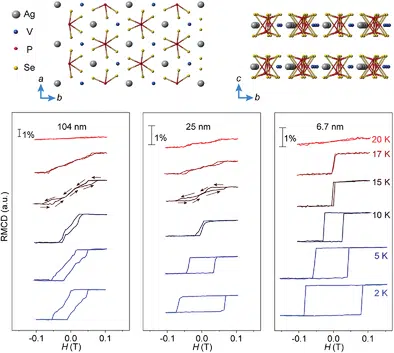 Ag
V
P
Se
a
b
c
b
1%
104 nm
1%
25 nm
1%
6.7 nm
20 K
17 K
15 K
10 K
5 K
2 K
RMCD (a.u.)
-0.1 0.0 0.1
-0.1 0.0 0.1
-0.1 0.0 0.1
H (T)
H (T)
H (T)